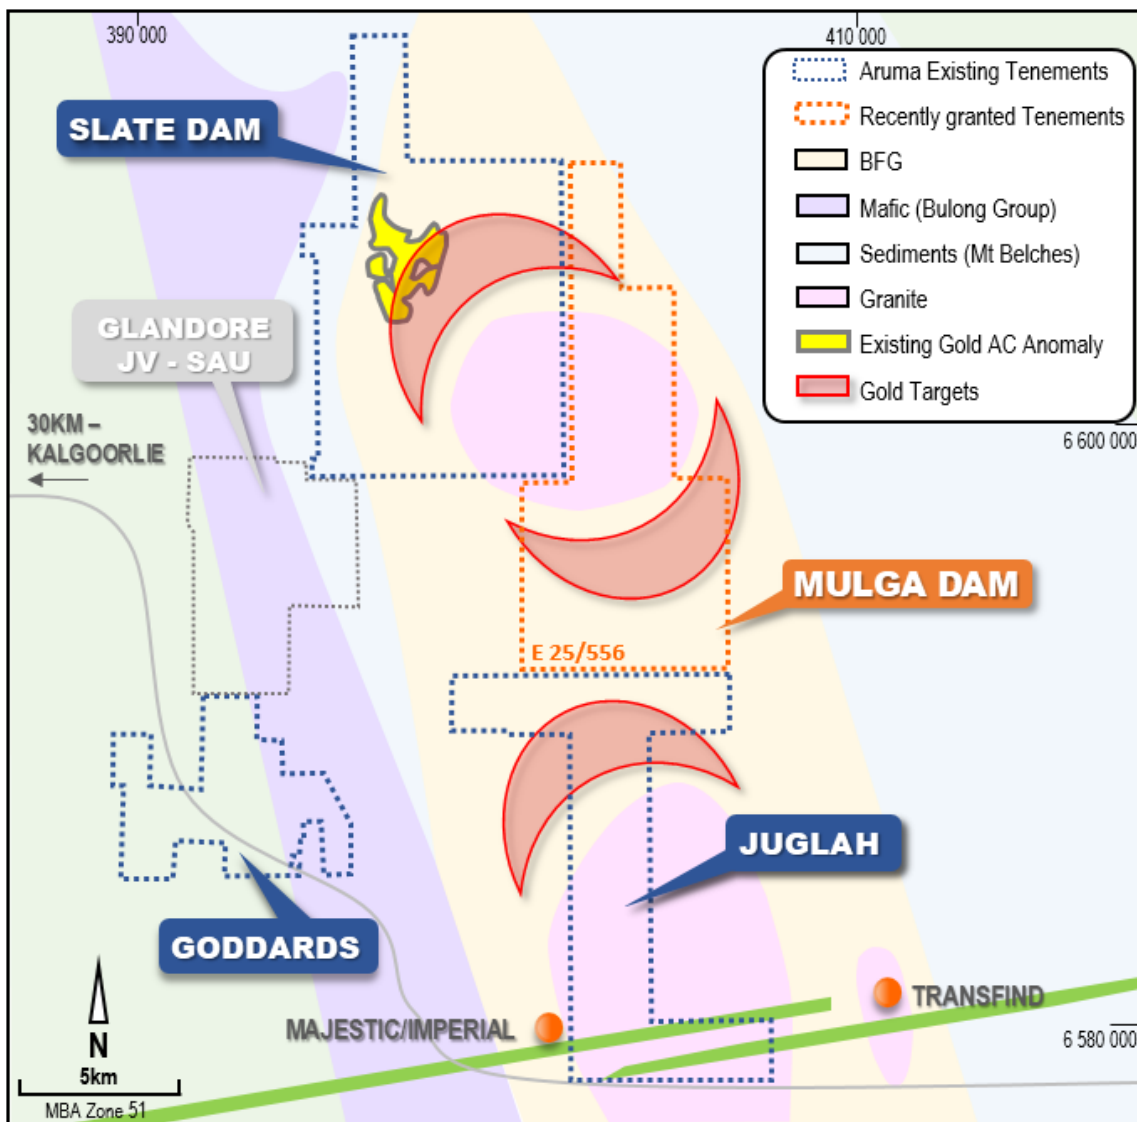 390 000
410 000
Aruma Existing Tenements
Recently granted Tenements
BFG
Mafic (Bulong Group)
Sediments (Mt Belches)
Granite
Existing Gold AC Anomaly
Gold Targets
SLATE DAM
GLANDORE
JV - SAU
30KM –
KALGOORLIE
6 600 000
MULGA DAM
E 25/556
JUGLAH
GODDARDS
TRANSFIND
MAJESTIC/IMPERIAL
6 580 000
N
5km
MBA Zone 51